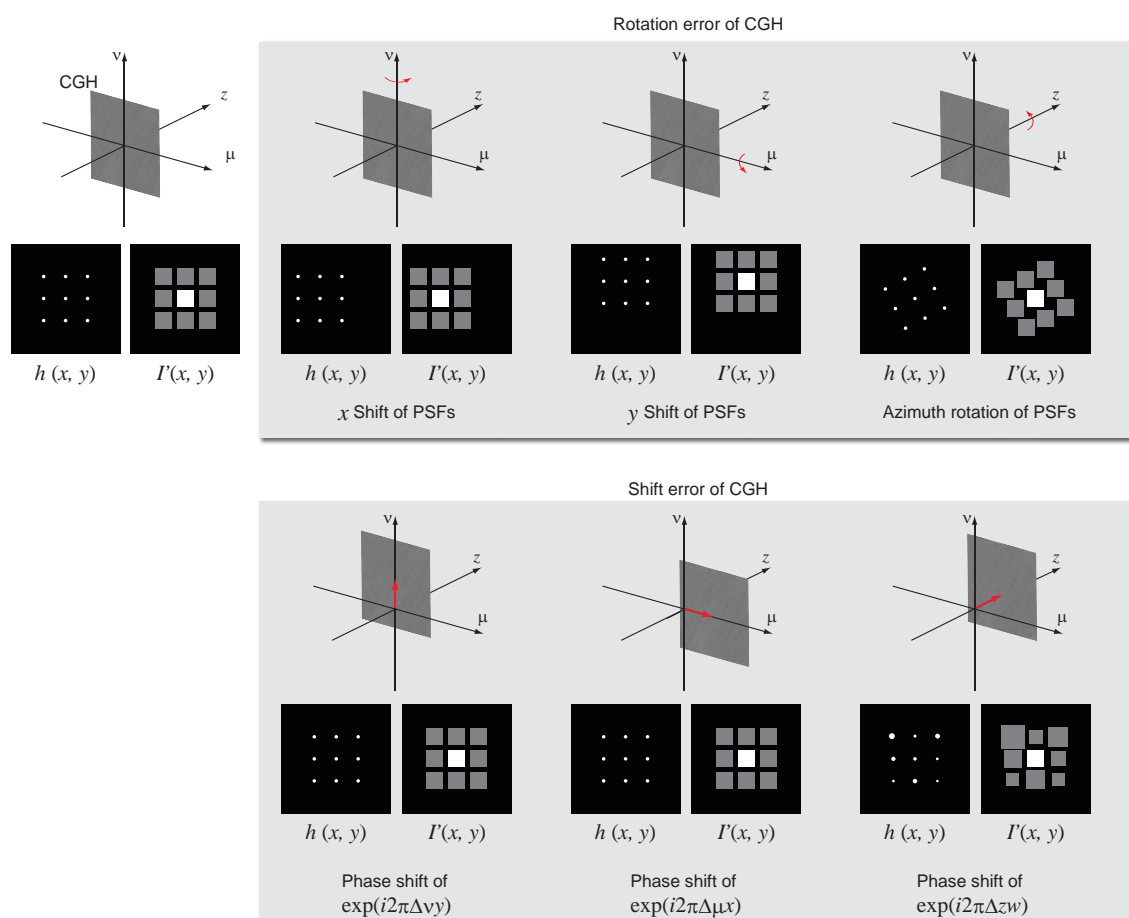 Rotation error of CGH
ν
CGH
z
μ
ν
z
μ
ν
z
μ
ν
z
μ
h (x, y) I'(x, y)
h (x, y) I'(x, y)
h (x, y) I'(x, y)
h (x, y) I'(x, y)
x Shift of PSFs
y Shift of PSFs
Azimuth rotation of PSFs
Shift error of CGH
ν
z
μ
ν
z
μ
ν
z
μ
h (x, y) I'(x, y)
h (x, y) I'(x, y)
h (x, y) I'(x, y)
Phase shift of
exp(i2πΔνy)
Phase shift of
exp(i2πΔμx)
Phase shift of
exp(i2πΔzw)